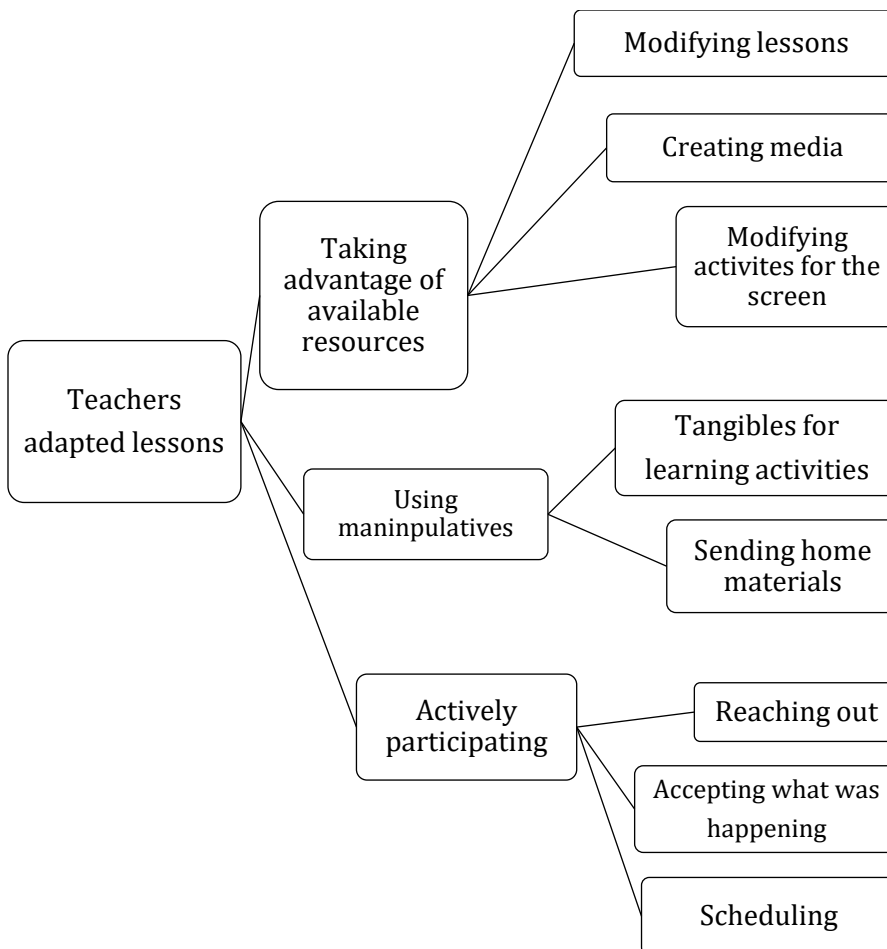 Teachers
adapted lessons
Taking
advantage of
available
resources
Modifying lessons
Creating media
Modifying
activites for the
screen
Using
maninpulatives
Tangibles for
learning activities
Sending home
materials
Actively
participating
Reaching out
Accepting what was
happening
Scheduling